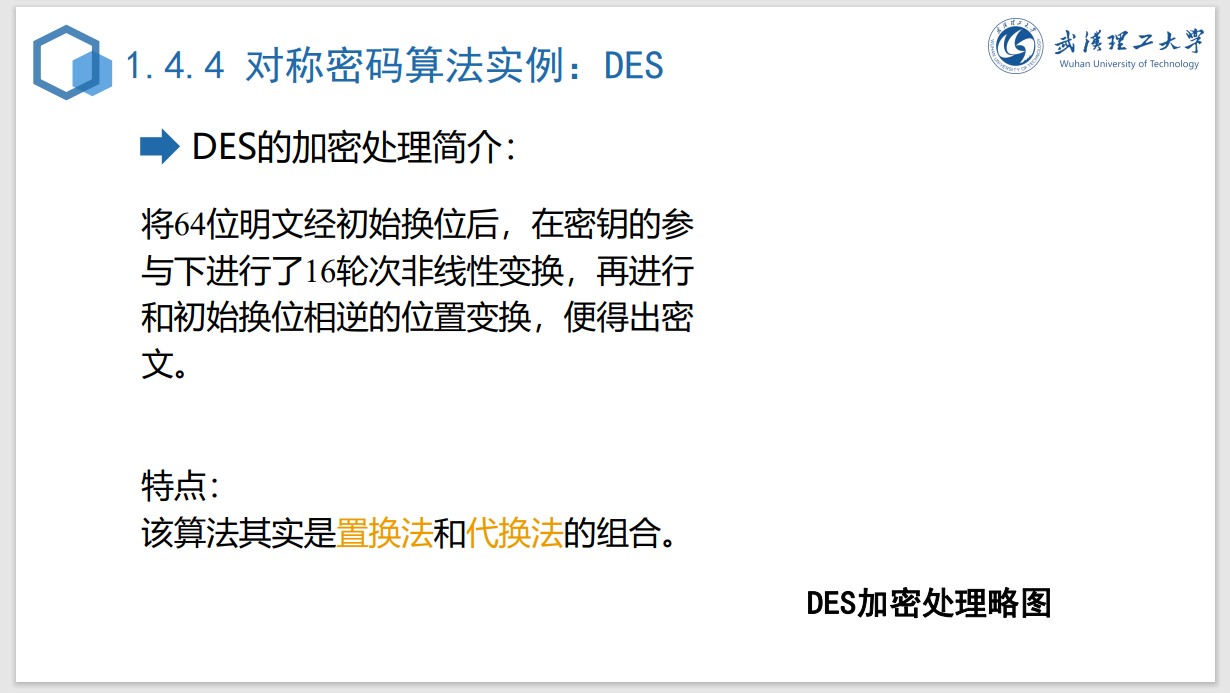 1.4.4 对称密码算法实例：DES
武汉理工大学
Wuhan University of Technology
DES的加密处理简介：
将64位明文经初始换位后，在密钥的参
与下进行了16轮次非线性变换，再进行
和初始换位相逆的位置变换，便得出密
文。
特点：
该算法其实是置换法和代换法的组合。
DES加密处理略图